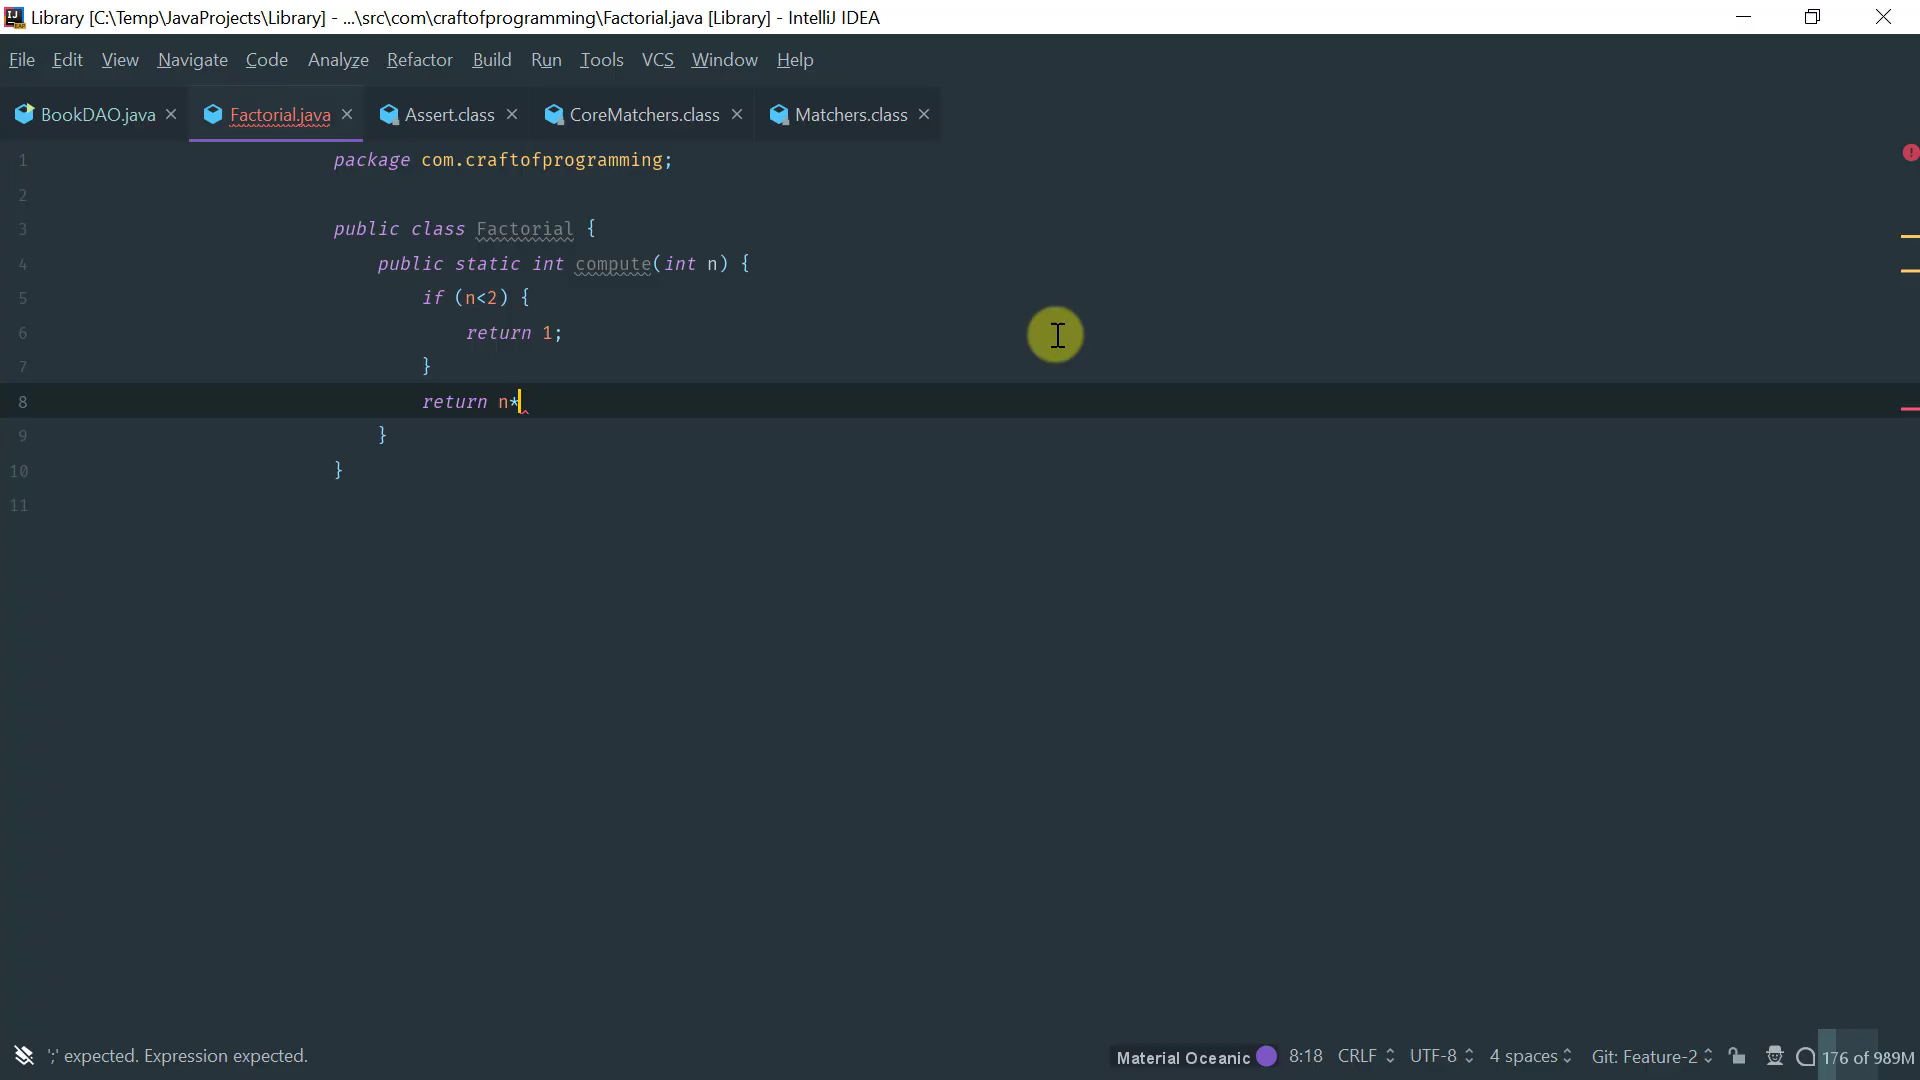 Library [C:\Temp\JavaProjects\Library] - ...\src\com\craftofprogramming\Factorial.java [Library] - IntelliJ IDEA
File Edit View Navigate Code Analyze Refactor Build Run Tools VCS Window Help
BookDAO.java Factorial.java Assert.class CoreMatchers.class Matchers.class
1 package com.craftofprogramming;
2
3 public class Factorial {
4 public static int compute(int n) {
5 if (n<2) {
6 return 1;
7 }
8 return n*
9 }
10 }
11
';' expected. Expression expected. Material Oceanic 8:18 CRLF UTF-8 4 spaces Git: Feature-2 176 of 989M